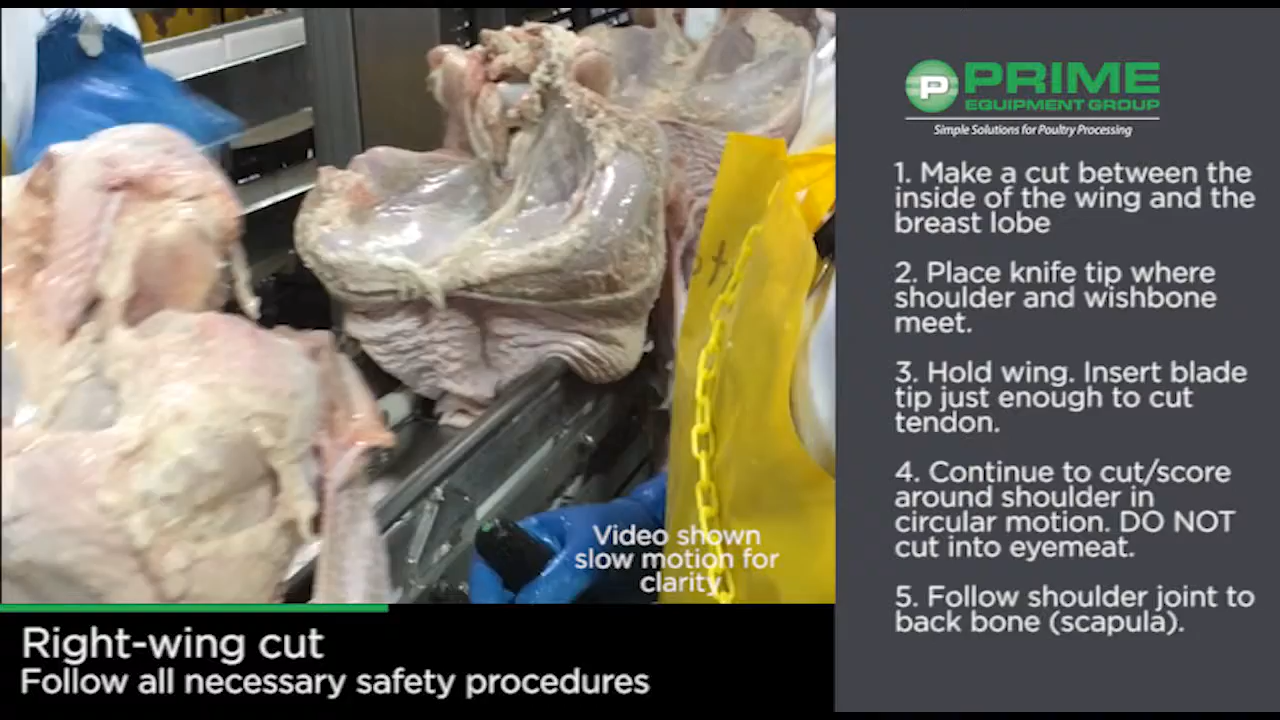 PRIME
EQUIPMENT GROUP
Simple Solutions for Poultry Processing
1. Make a cut between the
inside of the wing and the
breast lobe
2. Place knife tip where
shoulder and wishbone
meet.
3. Hold wing. Insert blade
tip just enough to cut
tendon.
4. Continue to cut/score
around shoulder in
circular motion. DO NOT
cut into eyemeat.
5. Follow shoulder joint to
back bone (scapula).
Video shown
slow motion for
clarity
Right-wing cut
Follow all necessary safety procedures